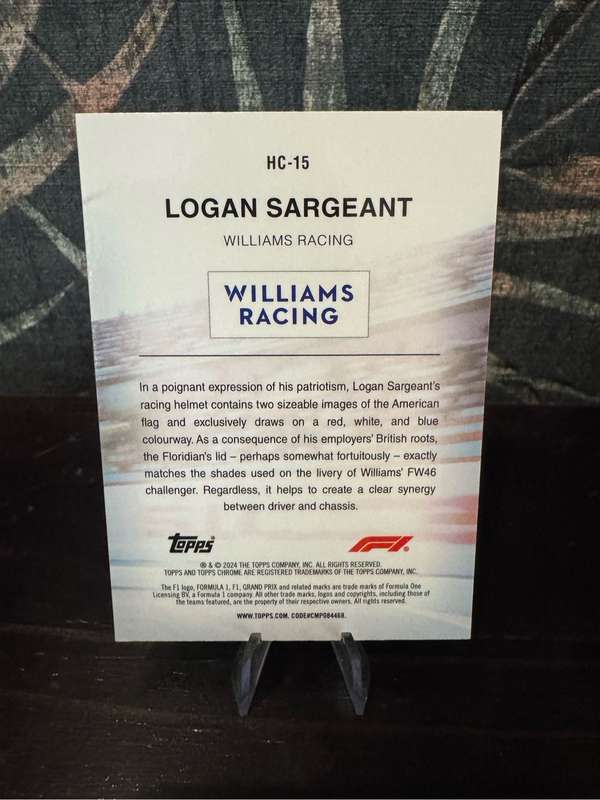 HC-15
LOGAN SARGEANT
WILLIAMS RACING
WILLIAMS
RACING
In a poignant expression of his patriotism, Logan Sargeant's
racing helmet contains two sizeable images of the American
flag and exclusively draws on a red, white, and blue
colourway. As a consequence of his employers' British roots,
the Floridian's lid – perhaps somewhat fortuitously – exactly
matches the shades used on the livery of Williams' FW46
challenger. Regardless, it helps to create a clear synergy
between driver and chassis.
Topps F1
® & © 2024 THE TOPPS COMPANY, INC. ALL RIGHTS RESERVED.
TOPPS AND TOPPS CHROME ARE REGISTERED TRADEMARKS OF THE TOPPS COMPANY, INC.
The F1 logo, FORMULA 1, F1, GRAND PRIX and related marks are trade marks of Formula One
Licensing BV, a Formula 1 company. All other trade marks, logos and copyrights, including those of
the teams featured, are the property of their respective owners. All rights reserved.
WWW.TOPPS.COM. CODE#CMP084468.